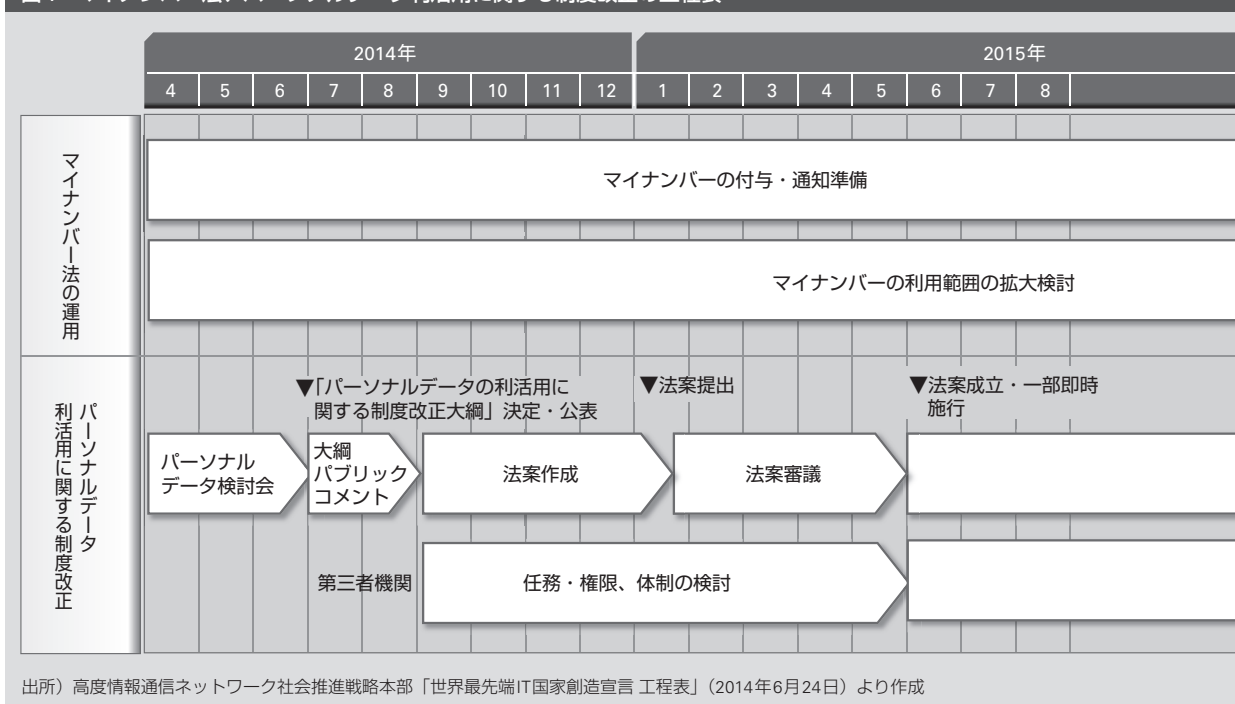 2014年
2015年
4 5 6 7 8 9 10 11 12 1 2 3 4 5 6 7 8
マイナンバー法の運用
マイナンバーの付与・通知準備
マイナンバーの利用範囲の拡大検討
パーソナルデータ
利活用に関する制度改正
▼「パーソナルデータの利活用に
関する制度改正大綱」決定・公表
▼法案提出
▼法案成立・一部即時
施行
パーソナル
データ検討会
大綱
パブリック
コメント
法案作成
法案審議
第三者機関
任務・権限、体制の検討
出所）高度情報通信ネットワーク社会推進戦略本部「世界最先端IT国家創造宣言 工程表」（2014年6月24日）より作成